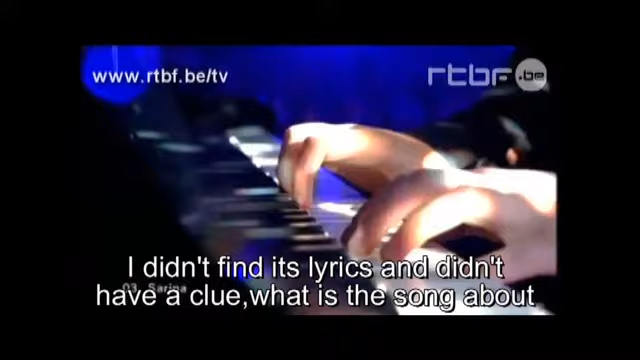 www.rtbf.be/tv
rtbf.be
I didn't find its lyrics and didn't
have a clue,what is the song about